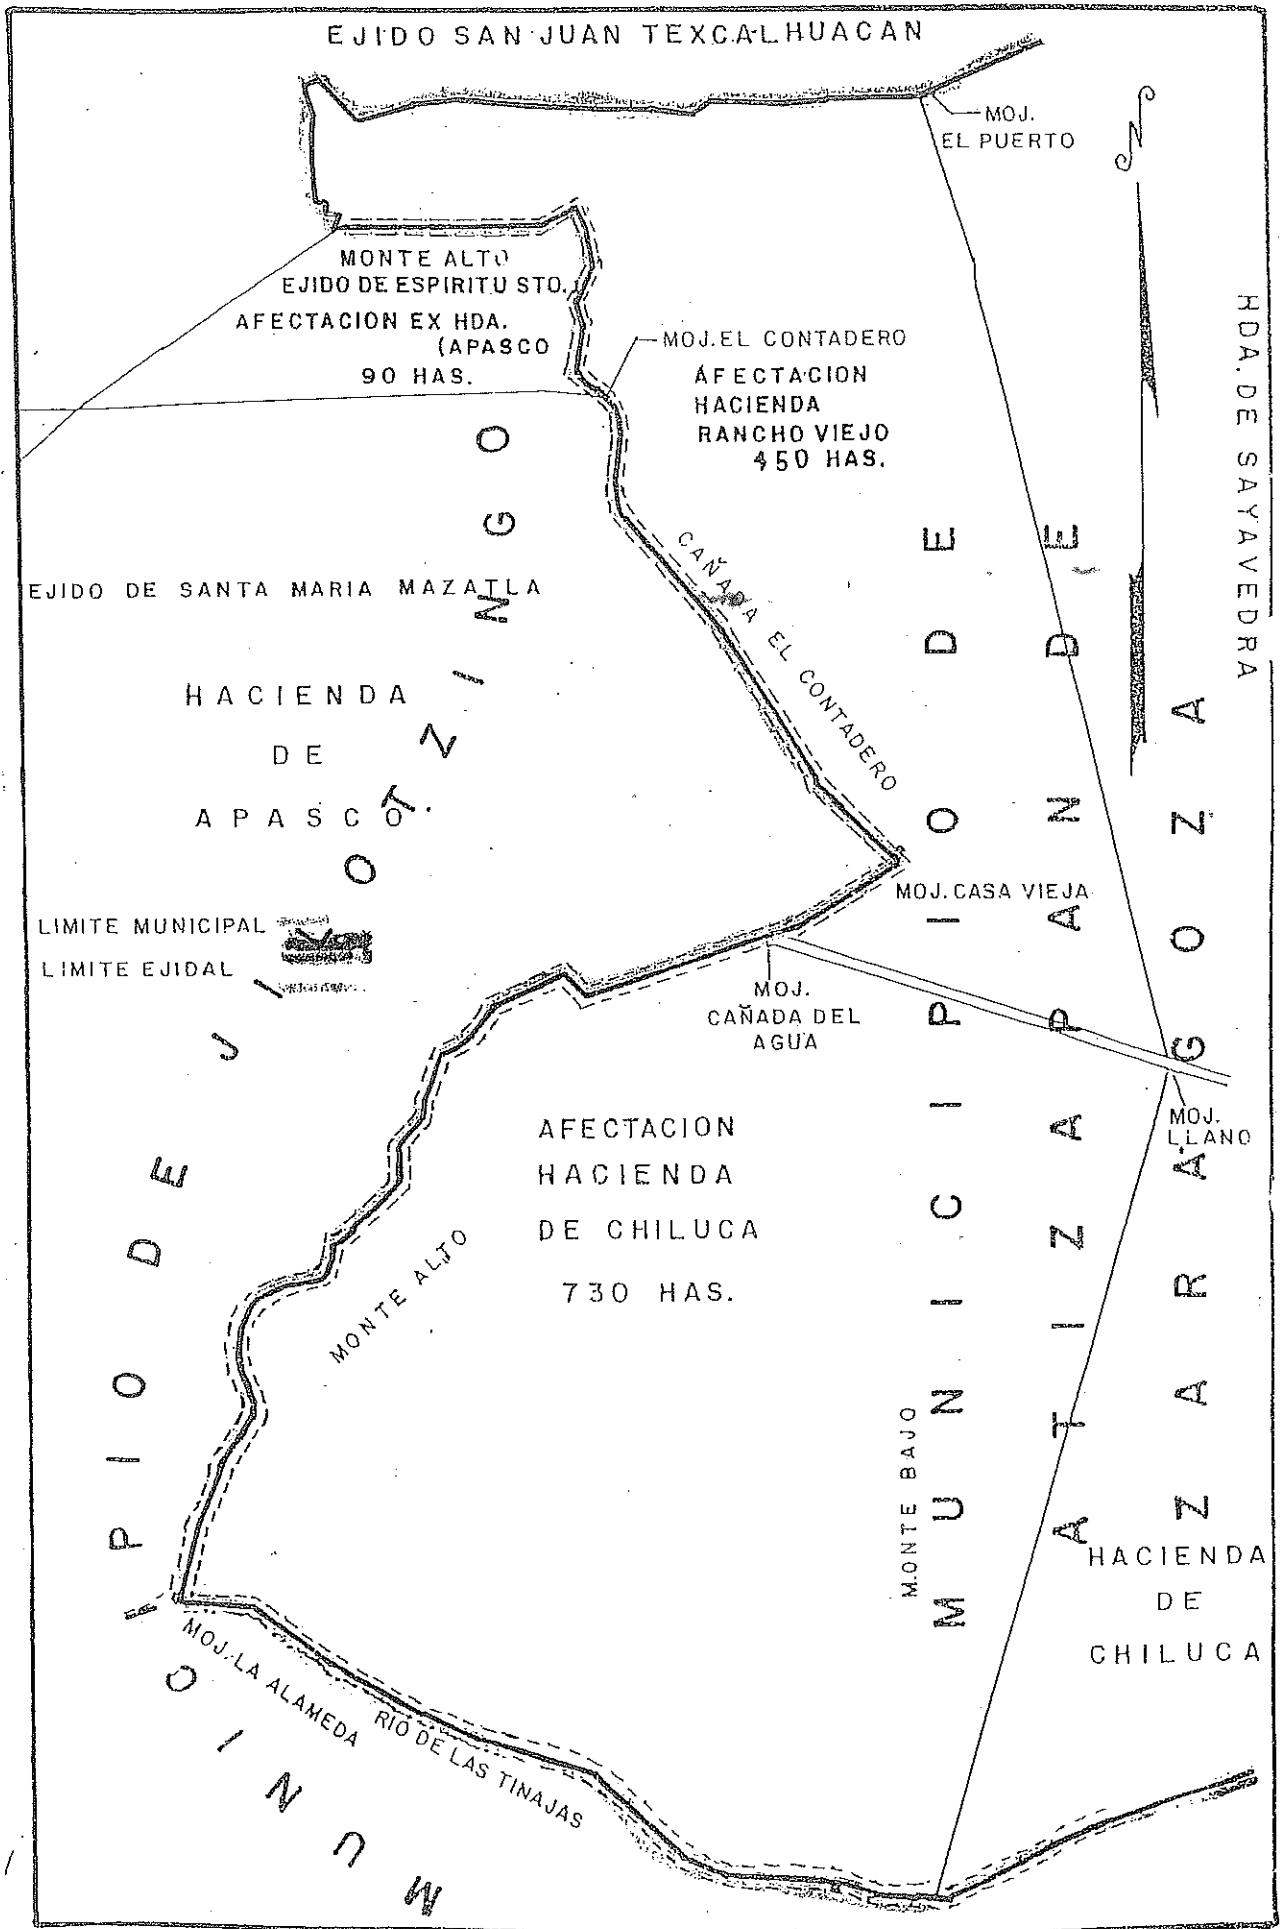 EJIDO SAN JUAN TEXCALHUACAN
MOJ.
EL PUERTO
N
MONTE ALTO
EJIDO DE ESPIRITU STO.
AFECTACION EX HDA.
(APASCO
90 HAS.
MOJ. EL CONTADERO
AFECTACION
HACIENDA
RANCHO VIEJO
450 HAS.
HDA. DE SAYAVEDRA
CAÑADA EL CONTADERO
EJIDO DE SANTA MARIA MAZATLA
HACIENDA
DE
APASCO.
MUNICIPIO DE JILOTZINGO
LIMITE MUNICIPAL
LIMITE EJIDAL
MOJ. CASA VIEJA
MOJ.
CAÑADA DEL
AGUA
MOJ.
LLANO
MUNICIPIO DE
ATIZAPAN DE
ZARAGOZA
AFECTACION
HACIENDA
DE CHILUCA
730 HAS.
MONTE ALTO
MONTE BAJO
HACIENDA
DE
CHILUCA
MOJ. LA ALAMEDA
RIO DE LAS TINAJAS